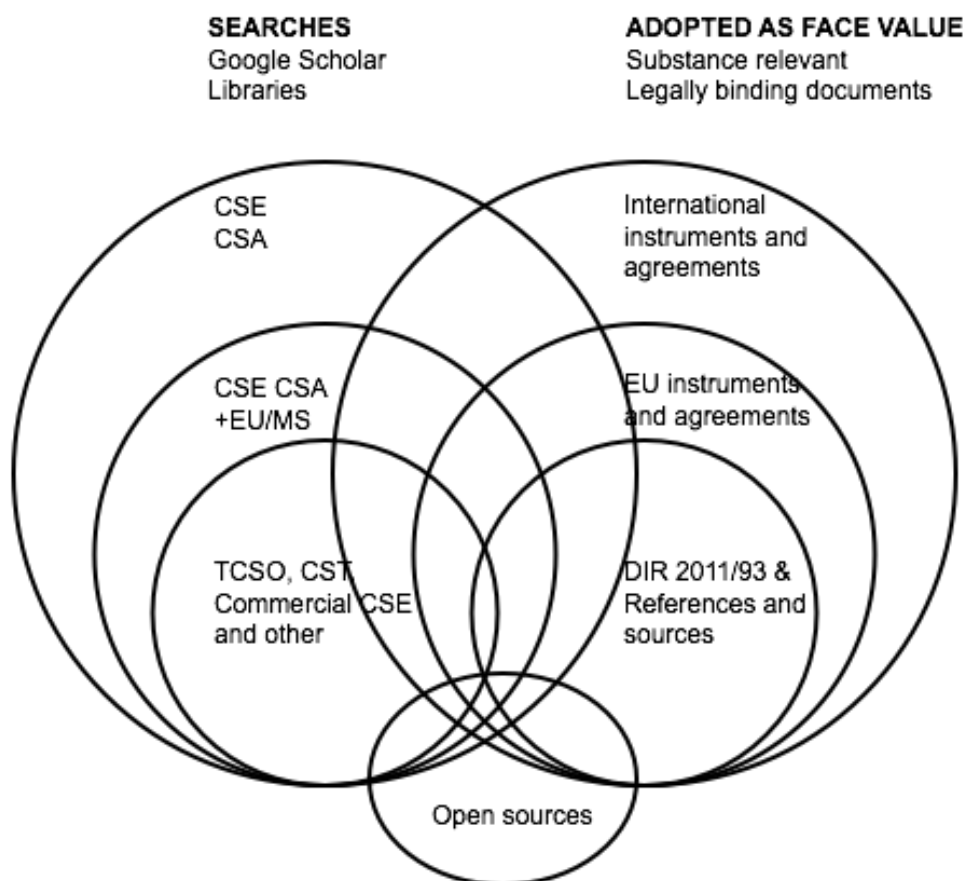 SEARCHES
Google Scholar
Libraries
ADOPTED AS FACE VALUE
Substance relevant
Legally binding documents
CSE
CSA
International
instruments and
agreements
CSE CSA
+EU/MS
EU instruments
and agreements
TCSO, CST,
Commercial CSE
and other
DIR 2011/93 &
References and
sources
Open sources